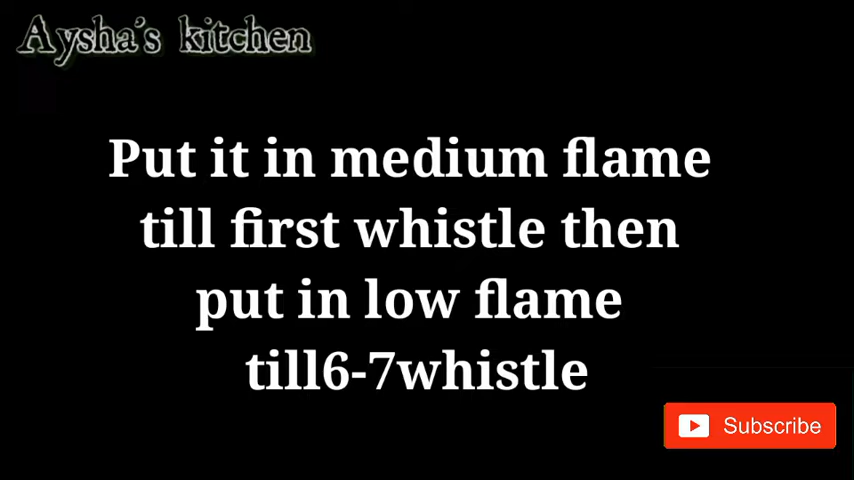 Aysha's kitchen
Put it in medium flame
till first whistle then
put in low flame
till6-7whistle
Subscribe